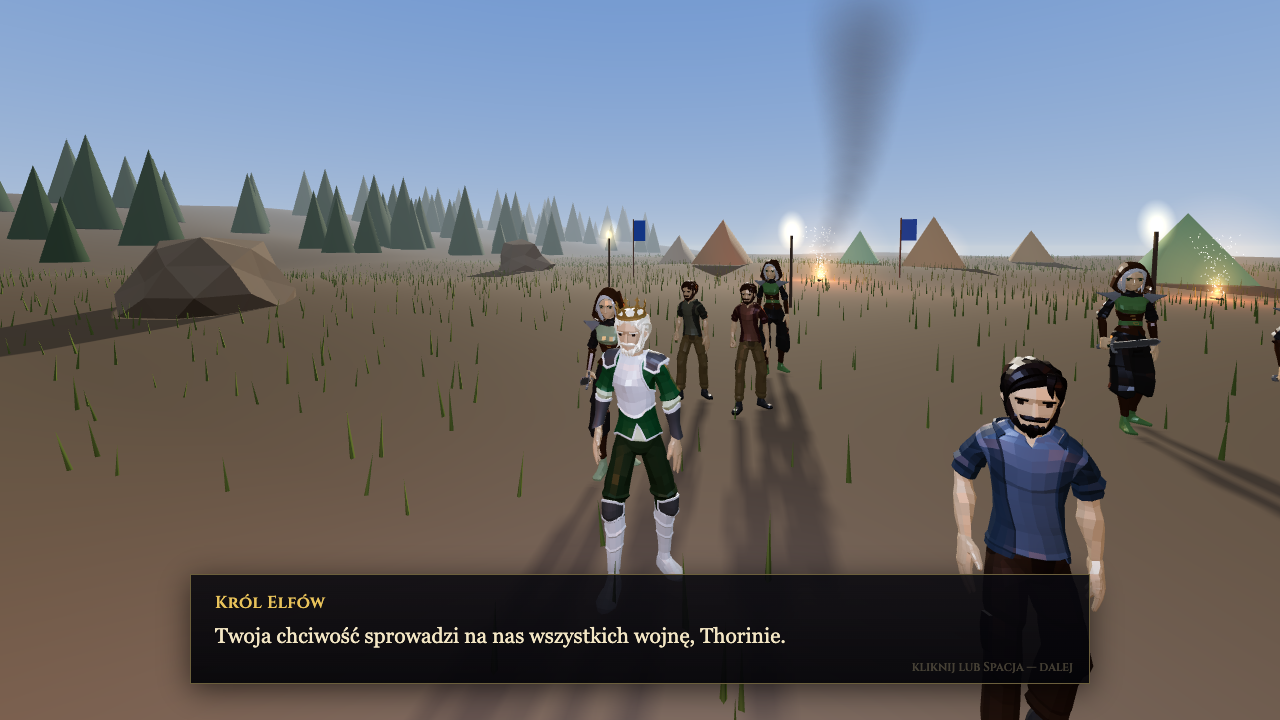 Król Elfów
Twoja chciwość sprowadzi na nas wszystkich wojnę, Thorinie.
kliknij lub Spacja — dalej